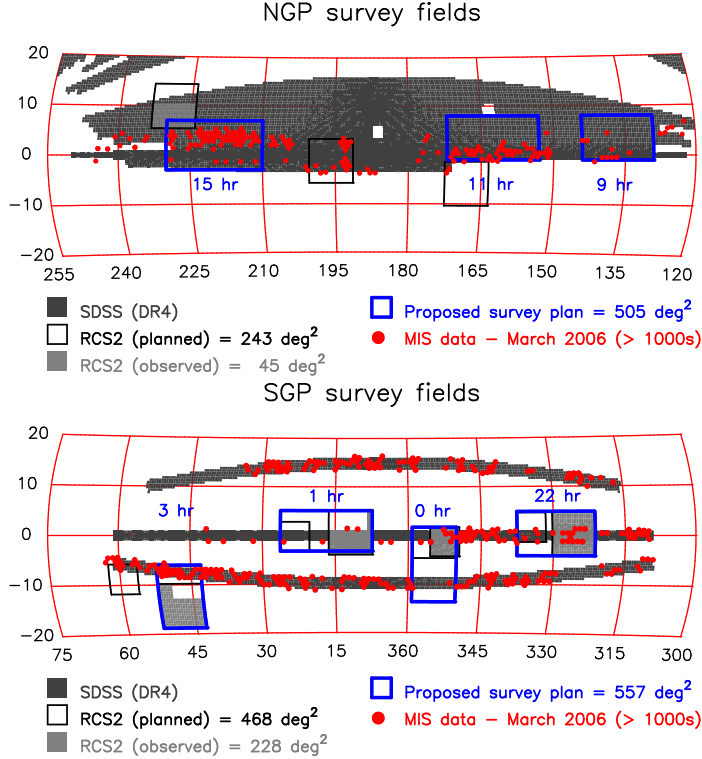 NGP survey fields
20
10
0
−10
−20
15 hr
11 hr
9 hr
255 240 225 210 195 180 165 150 135 120
SDSS (DR4)
Proposed survey plan = 505 deg²
RCS2 (planned) = 243 deg²
MIS data − March 2006 (> 1000s)
RCS2 (observed) = 45 deg²
SGP survey fields
20
10
0
−10
−20
3 hr
1 hr
0 hr
22 hr
75 60 45 30 15 360 345 330 315 300
SDSS (DR4)
Proposed survey plan = 557 deg²
RCS2 (planned) = 468 deg²
MIS data − March 2006 (> 1000s)
RCS2 (observed) = 228 deg²